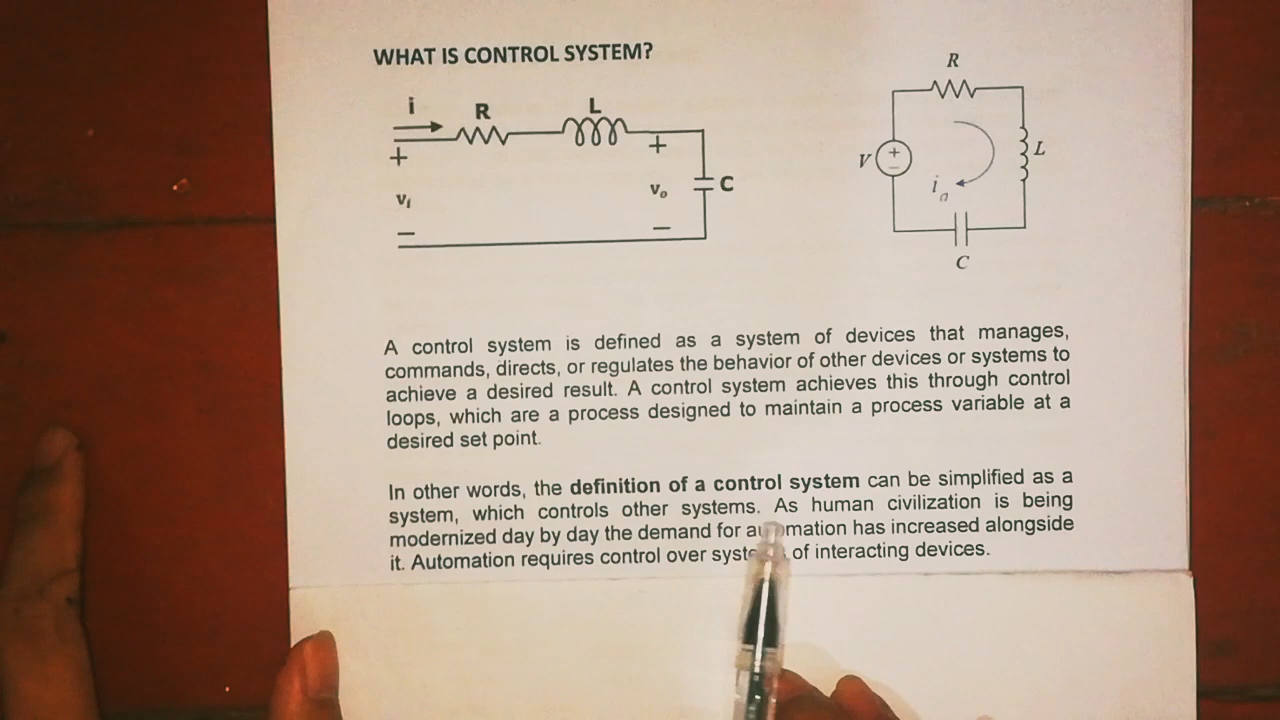 WHAT IS CONTROL SYSTEM?
i
R
L
+
+
vi
vo
C
−
−
R
V
+
−
L
ia
C
A control system is defined as a system of devices that manages,
commands, directs, or regulates the behavior of other devices or systems to
achieve a desired result. A control system achieves this through control
loops, which are a process designed to maintain a process variable at a
desired set point.
In other words, the definition of a control system can be simplified as a
system, which controls other systems. As human civilization is being
modernized day by day the demand for automation has increased alongside
it. Automation requires control over systems of interacting devices.